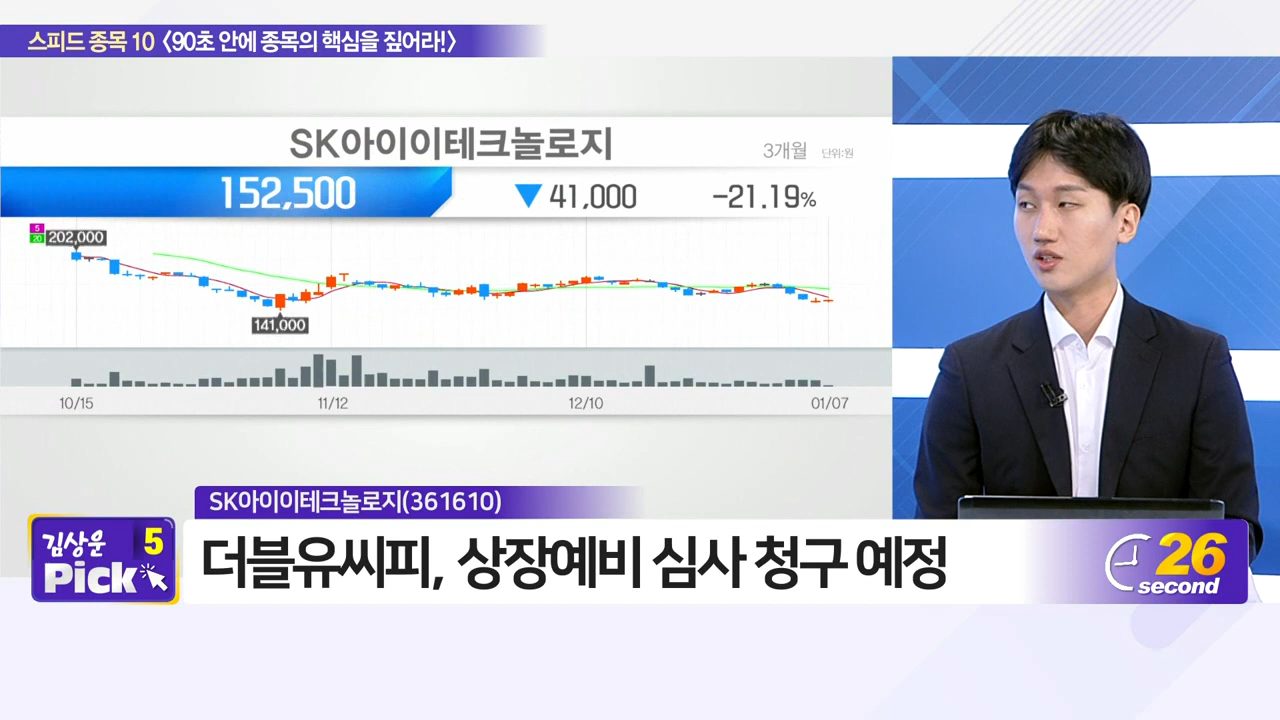 스피드 종목 10 〈90초 안에 종목의 핵심을 짚어라!〉
SK아이이테크놀로지
3개월 단위:원
152,500 ▼ 41,000 -21.19%
5
20
202,000
141,000
10/15 11/12 12/10 01/07
SK아이이테크놀로지(361610)
김상운 5
Pick
더블유씨피, 상장예비 심사 청구 예정
26
second